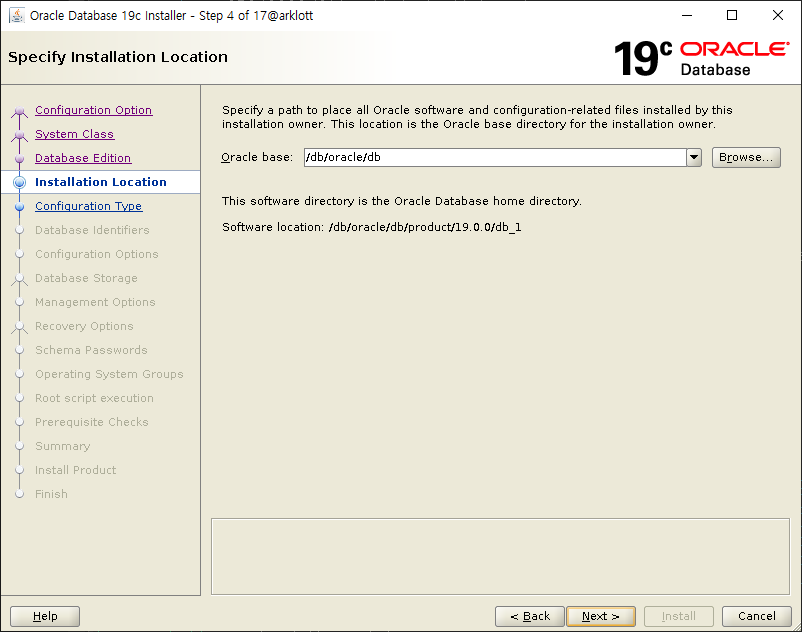 Oracle Database 19c Installer - Step 4 of 17@arklott
Specify Installation Location
19c ORACLE
Database
Configuration Option
System Class
Database Edition
Installation Location
Configuration Type
Database Identifiers
Configuration Options
Database Storage
Management Options
Recovery Options
Schema Passwords
Operating System Groups
Root script execution
Prerequisite Checks
Summary
Install Product
Finish
Specify a path to place all Oracle software and configuration-related files installed by this
installation owner. This location is the Oracle base directory for the installation owner.
Oracle base: /db/oracle/db Browse...
This software directory is the Oracle Database home directory.
Software location: /db/oracle/db/product/19.0.0/db_1
Help < Back Next > Install Cancel